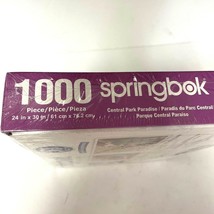 1000 springbok
Piece/Pièce/Pieza
24 in x 30 in / 61 cm x 76.2 cm
Central Park Paradise / Paradis du Parc Central
Parque Central Paraíso